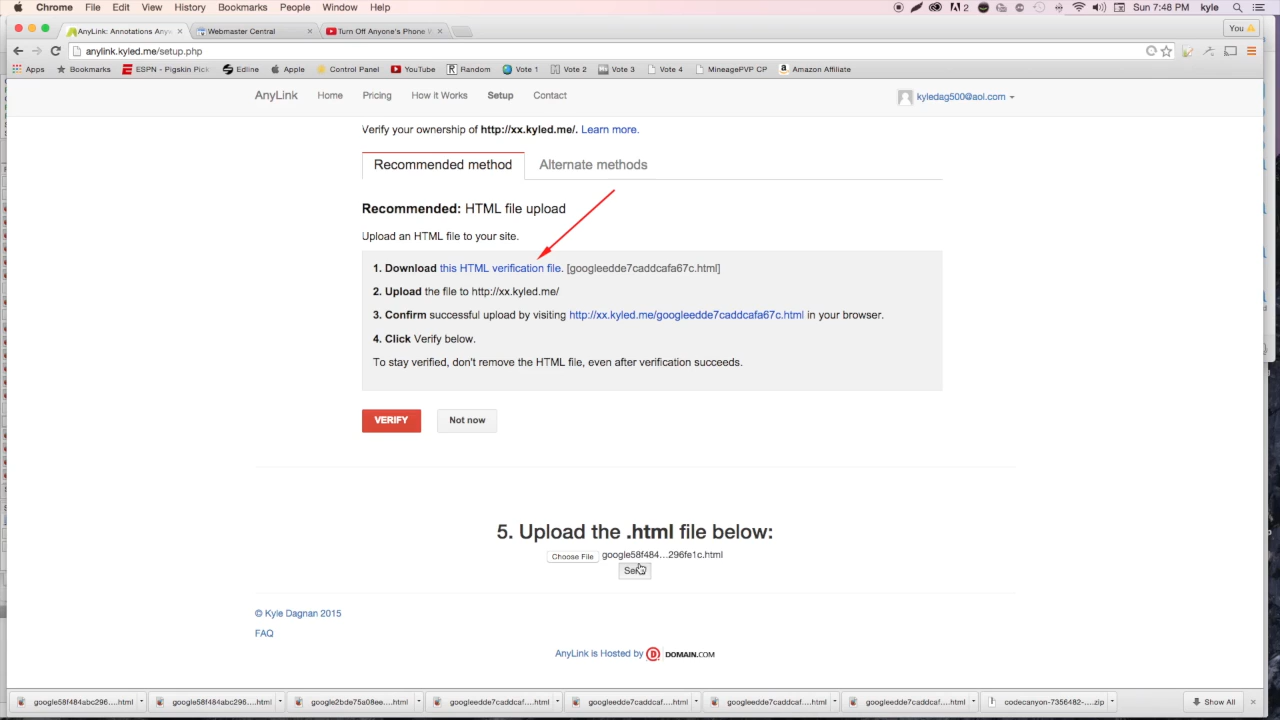 Chrome File Edit View History Bookmarks People Window Help 2 Sun 7:48 PM kyle
AnyLink: Annotations Any Webmaster Central Turn Off Anyone's Phone W You
anylink.kyled.me/setup.php
Apps Bookmarks ESPN - Pigskin Pick Edline Apple Control Panel YouTube Random Vote 1 Vote 2 Vote 3 Vote 4 MineagePVP CP Amazon Affiliate
AnyLink Home Pricing How it Works Setup Contact kyledag500@aol.com
Verify your ownership of http://xx.kyled.me/. Learn more.
Recommended method Alternate methods
Recommended: HTML file upload
Upload an HTML file to your site.
1. Download this HTML verification file. [googleedde7caddcafa67c.html]
2. Upload the file to http://xx.kyled.me/
3. Confirm successful upload by visiting http://xx.kyled.me/googleedde7caddcafa67c.html in your browser.
4. Click Verify below.
To stay verified, don't remove the HTML file, even after verification succeeds.
VERIFY Not now
5. Upload the .html file below:
Choose File google58f484...296fe1c.html
© Kyle Dagnan 2015
FAQ
AnyLink is Hosted by DOMAIN.COM
google58f484abc296....html google58f484abc296....html google2bde75a08ee....html googleedde7caddcaf....html googleedde7caddcaf....html googleedde7caddcaf....html googleedde7caddcaf....html codecanyon-7356482-....zip Show All